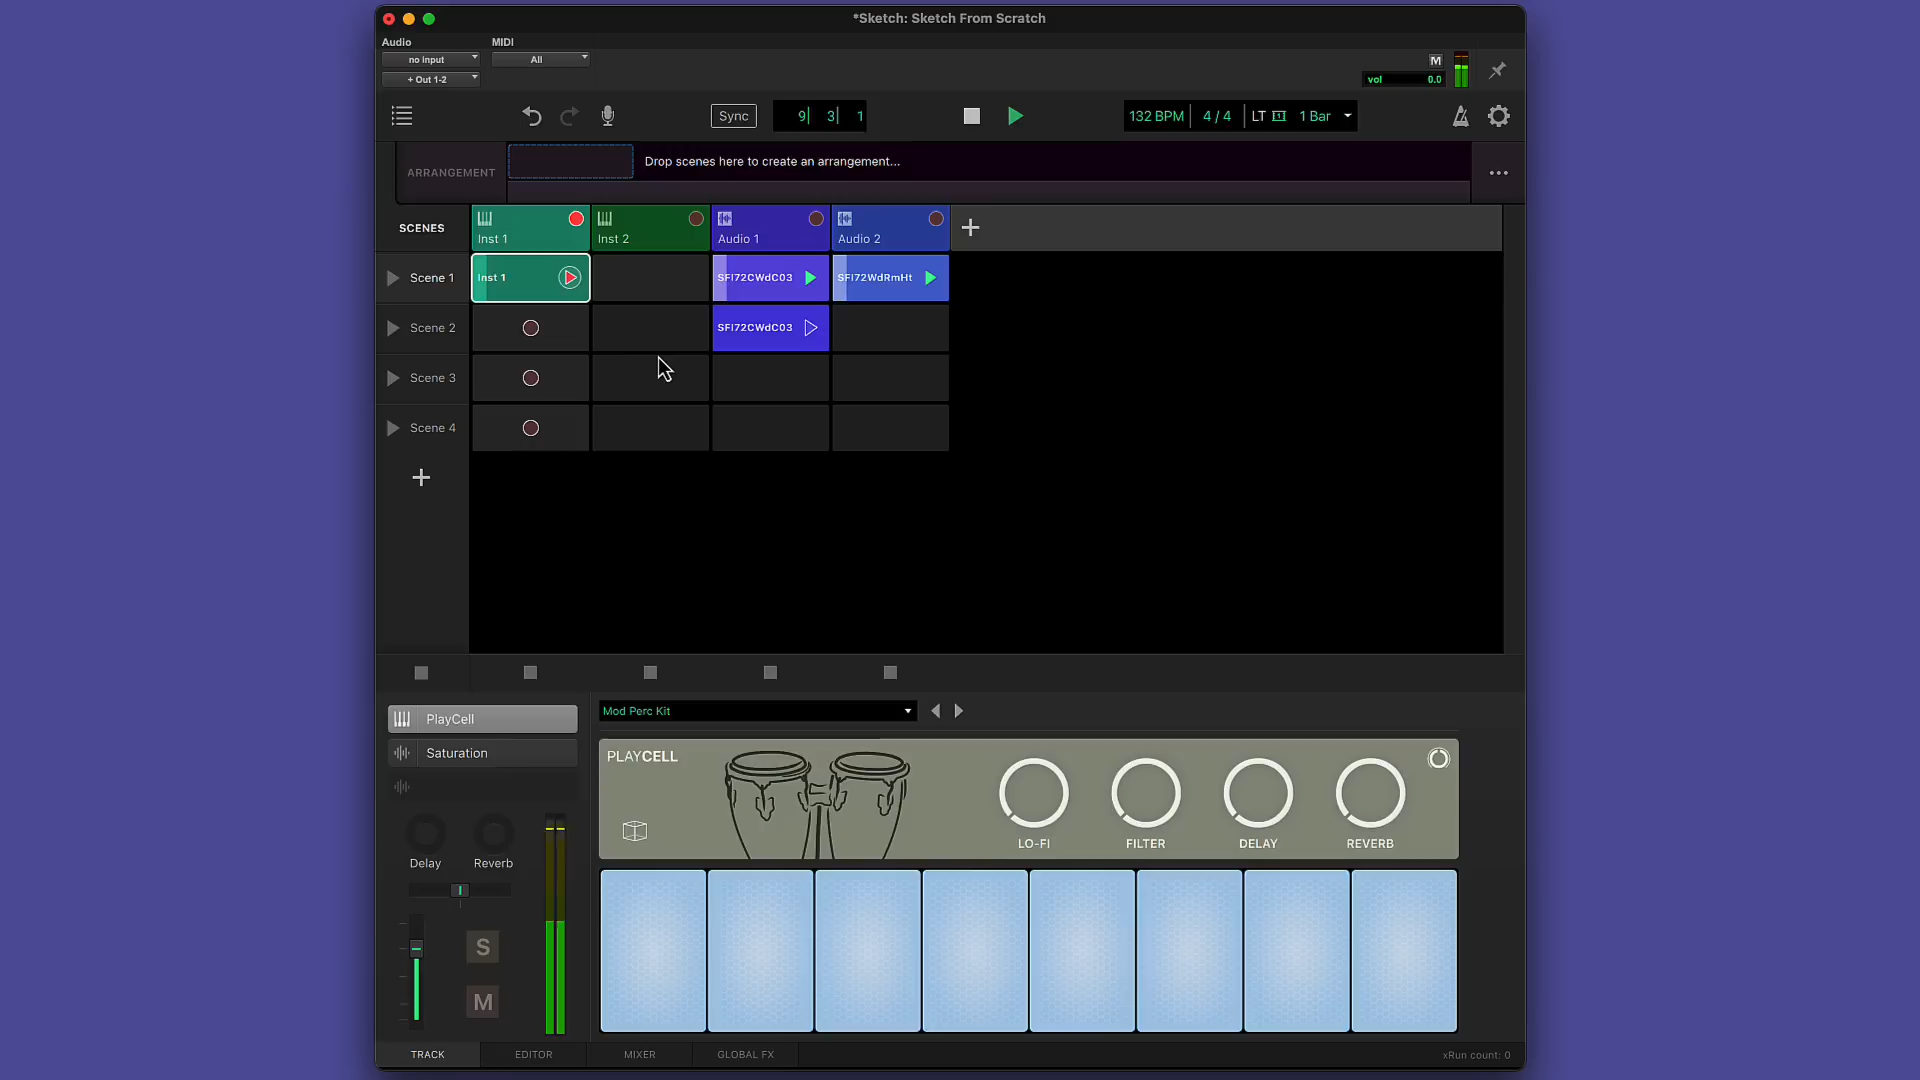 *Sketch: Sketch From Scratch
Audio
MIDI
no input
All
+ Out 1-2
M
vol 0.0
Sync
9| 3| 1
132 BPM
4 / 4
LT
1 Bar
ARRANGEMENT
Drop scenes here to create an arrangement...
SCENES
Inst 1
Inst 2
Audio 1
Audio 2
Scene 1
Inst 1
SFI72CWdC03
SFI72WdRmHt
Scene 2
SFI72CWdC03
Scene 3
Scene 4
PlayCell
Mod Perc Kit
Saturation
PLAYCELL
LO-FI
FILTER
DELAY
REVERB
Delay
Reverb
S
M
TRACK
EDITOR
MIXER
GLOBAL FX
xRun count: 0